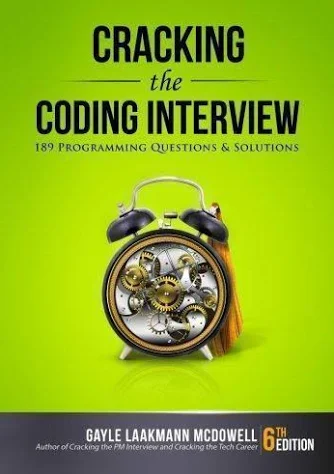 CRACKING
the
CODING INTERVIEW
189 PROGRAMMING QUESTIONS & SOLUTIONS
GAYLE LAAKMANN MCDOWELL
Author of Cracking the PM Interview and Cracking the Tech Career
6TH EDITION